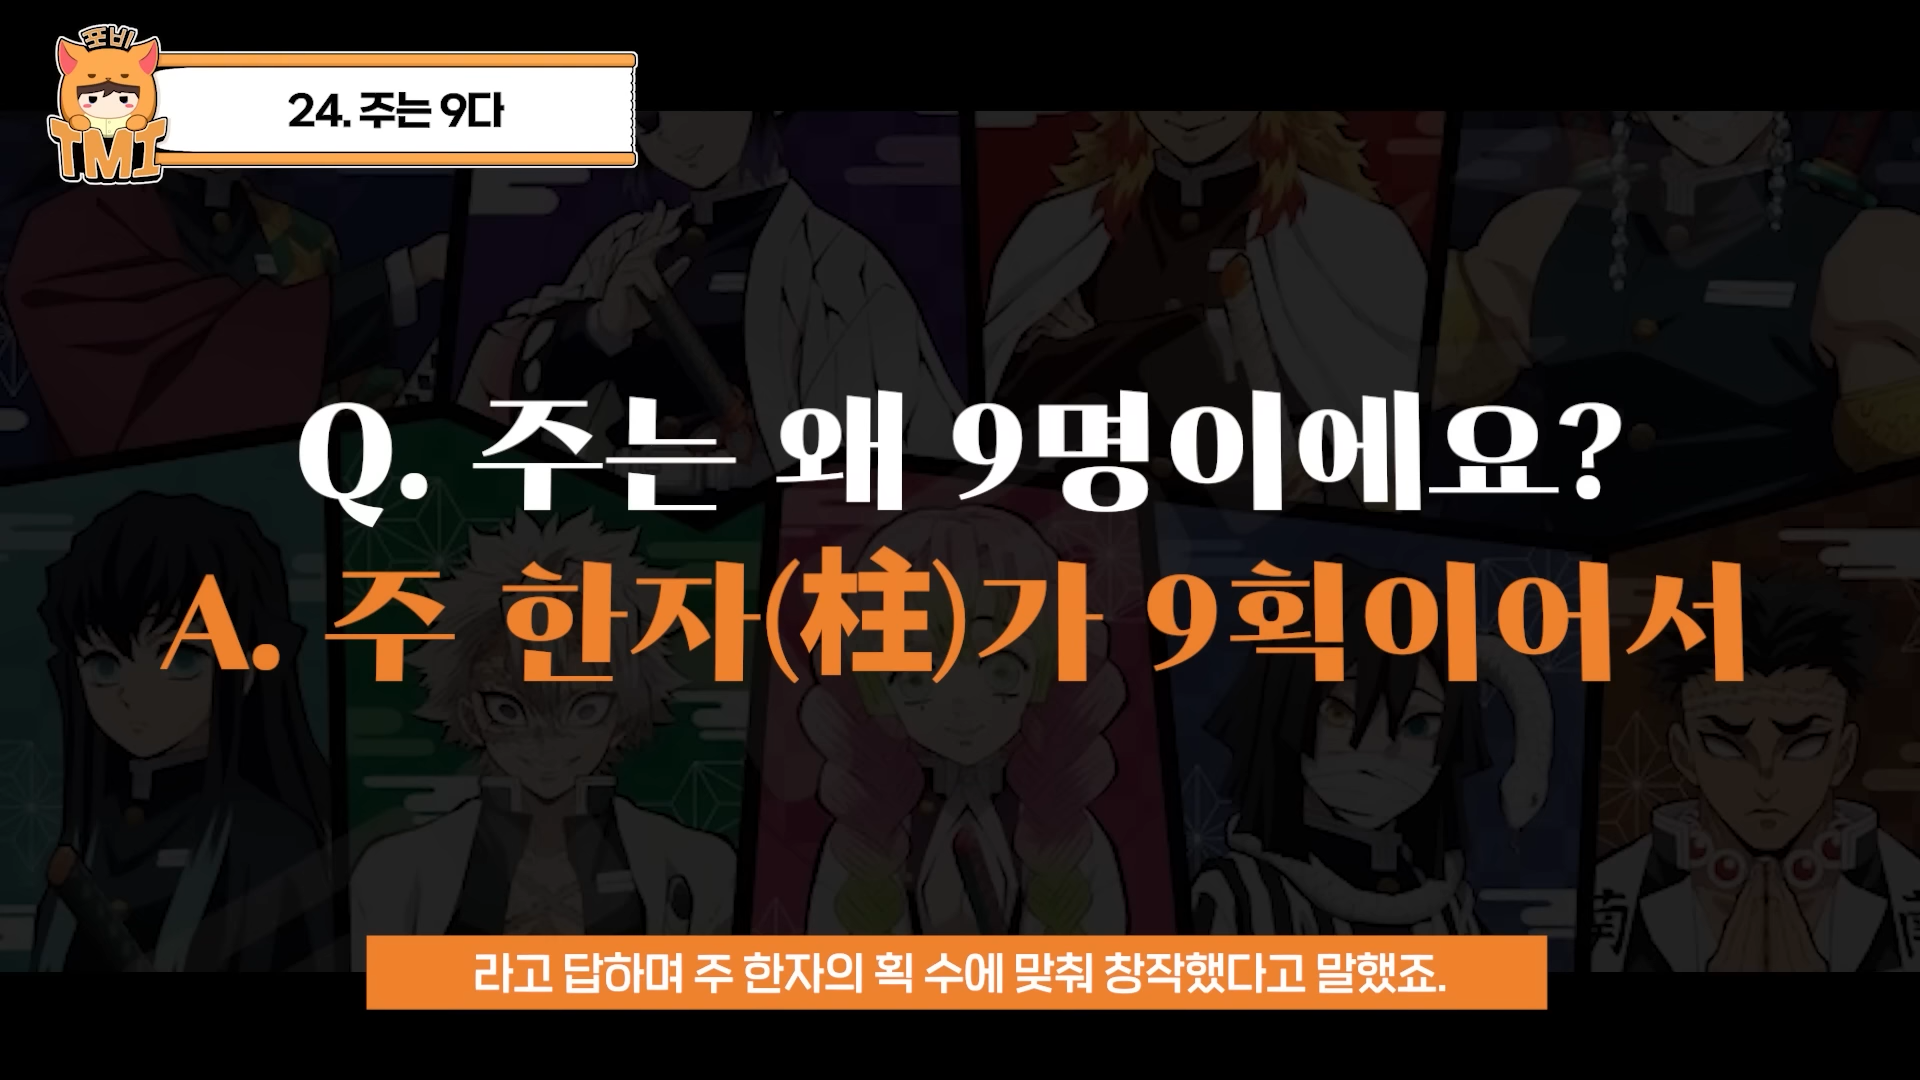 포비
TMI
24. 주는 9다
Q. 주는 왜 9명이에요?
A. 주 한자(柱)가 9획이어서
라고 답하며 주 한자의 획 수에 맞춰 창작했다고 말했죠.